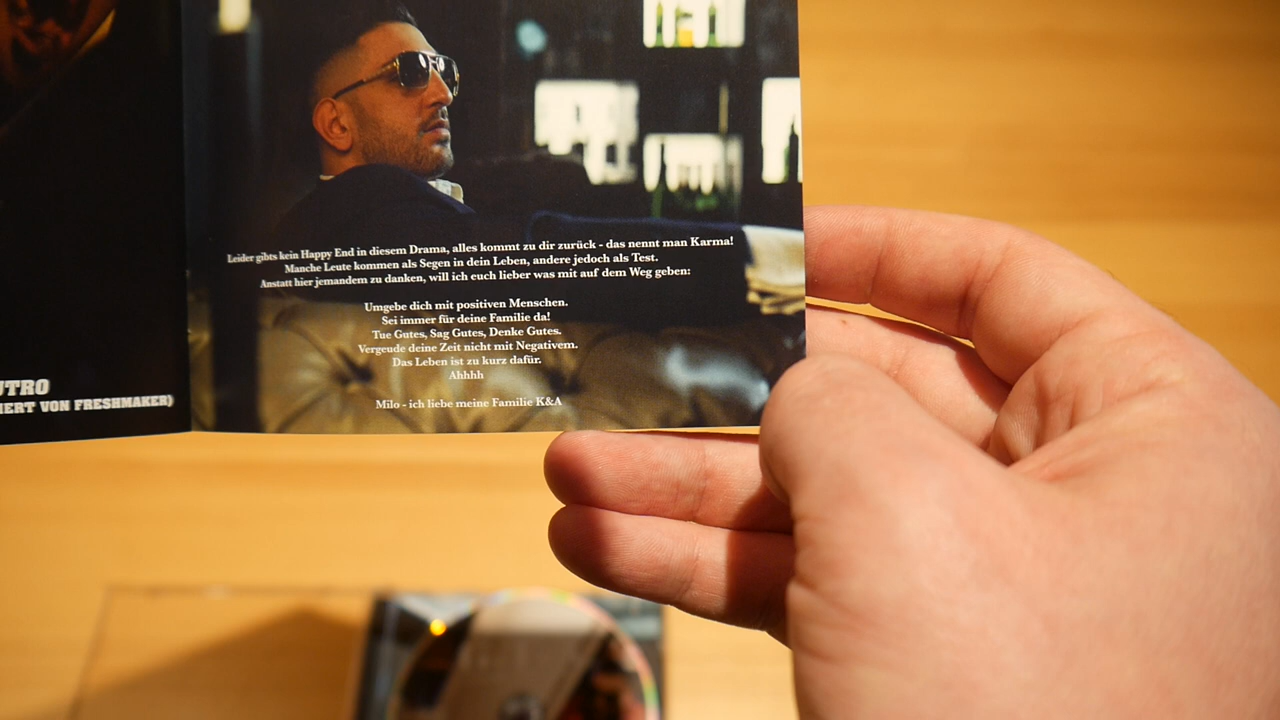 Leider gibts kein Happy End in diesem Drama, alles kommt zu dir zurück - das nennt man Karma!
Manche Leute kommen als Segen in dein Leben, andere jedoch als Test.
Anstatt hier jemandem zu danken, will ich euch lieber was mit auf dem Weg geben:
Umgebe dich mit positiven Menschen.
Sei immer für deine Familie da!
Tue Gutes, Sag Gutes, Denke Gutes.
Vergeude deine Zeit nicht mit Negativem.
Das Leben ist zu kurz dafür.
Ahhhh
Milo - ich liebe meine Familie K&A
UTRO
IERT VON FRESHMAKER)